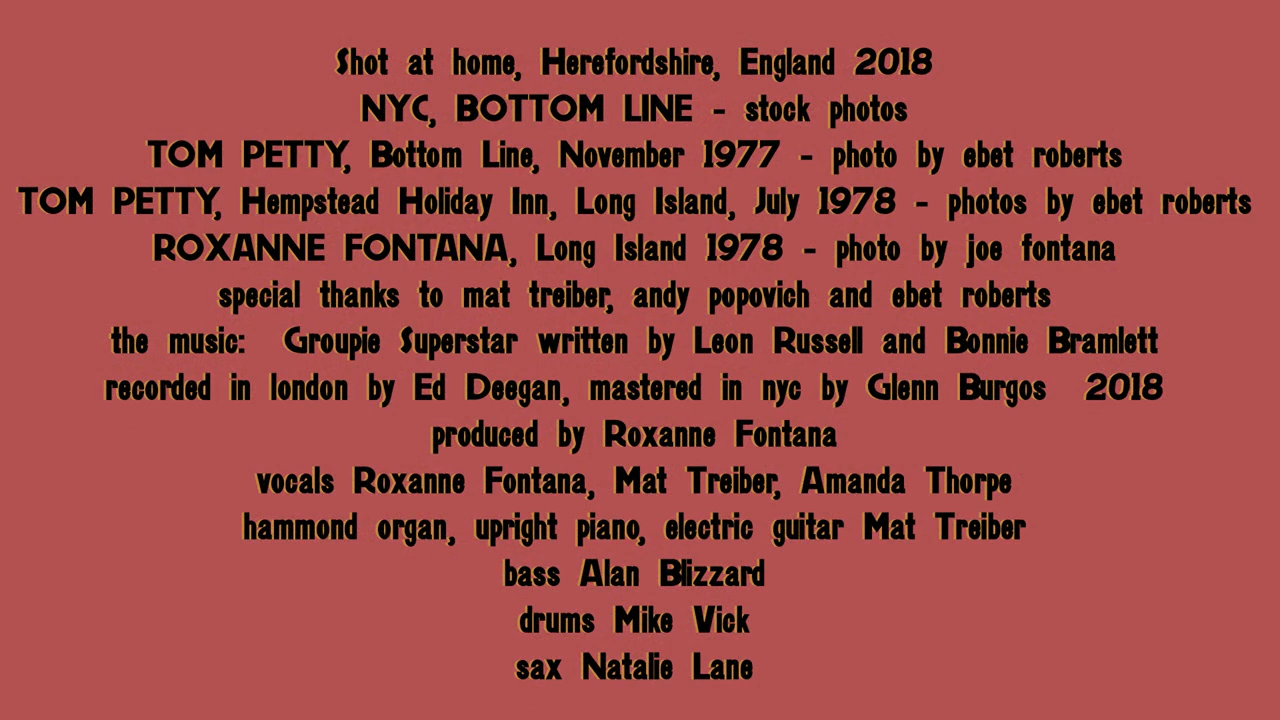 Shot at home, Herefordshire, England 2018
NYC, BOTTOM LINE - stock photos
TOM PETTY, Bottom Line, November 1977 - photo by ebet roberts
TOM PETTY, Hempstead Holiday Inn, Long Island, July 1978 - photos by ebet roberts
ROXANNE FONTANA, Long Island 1978 - photo by joe fontana
special thanks to mat treiber, andy popovich and ebet roberts
the music: Groupie Superstar written by Leon Russell and Bonnie Bramlett
recorded in london by Ed Deegan, mastered in nyc by Glenn Burgos 2018
produced by Roxanne Fontana
vocals Roxanne Fontana, Mat Treiber, Amanda Thorpe
hammond organ, upright piano, electric guitar Mat Treiber
bass Alan Blizzard
drums Mike Vick
sax Natalie Lane